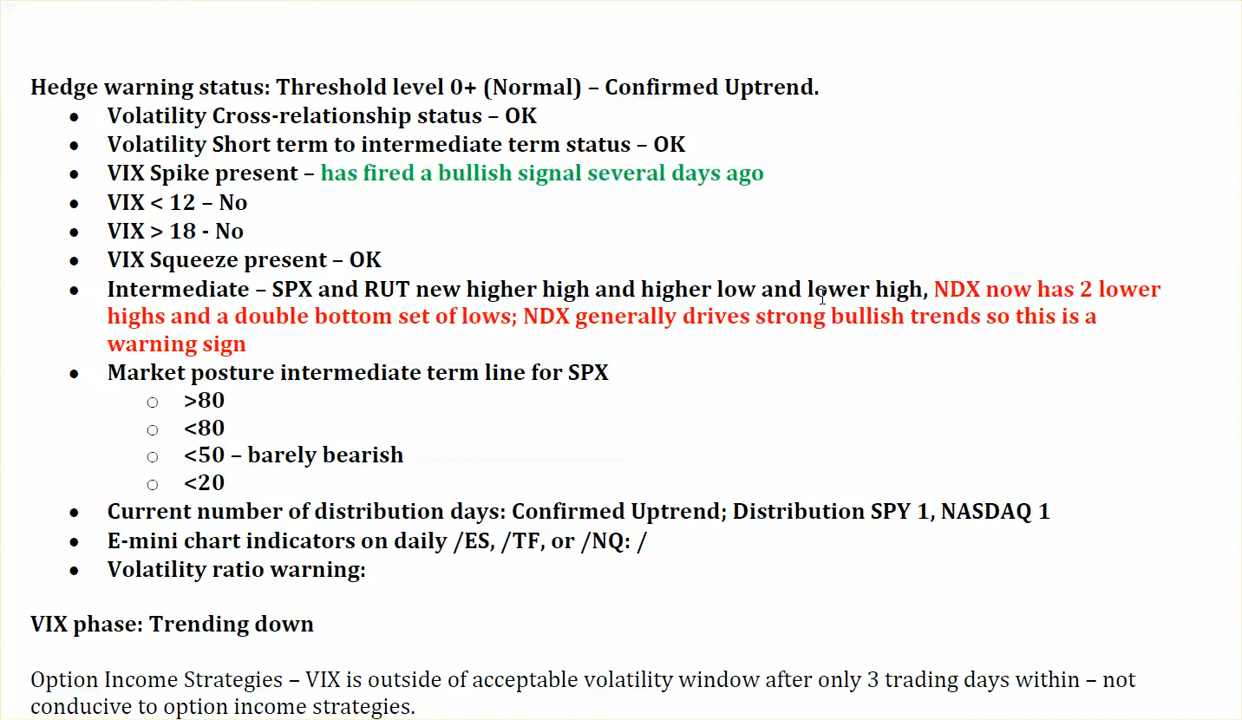 Hedge warning status: Threshold level 0+ (Normal) – Confirmed Uptrend.
• Volatility Cross-relationship status – OK
• Volatility Short term to intermediate term status – OK
• VIX Spike present – has fired a bullish signal several days ago
• VIX < 12 – No
• VIX > 18 - No
• VIX Squeeze present – OK
• Intermediate – SPX and RUT new higher high and higher low and lower high, NDX now has 2 lower
highs and a double bottom set of lows; NDX generally drives strong bullish trends so this is a
warning sign
• Market posture intermediate term line for SPX
○ >80
○ <80
○ <50 – barely bearish
○ <20
• Current number of distribution days: Confirmed Uptrend; Distribution SPY 1, NASDAQ 1
• E-mini chart indicators on daily /ES, /TF, or /NQ: /
• Volatility ratio warning:
VIX phase: Trending down
Option Income Strategies – VIX is outside of acceptable volatility window after only 3 trading days within – not
conducive to option income strategies.